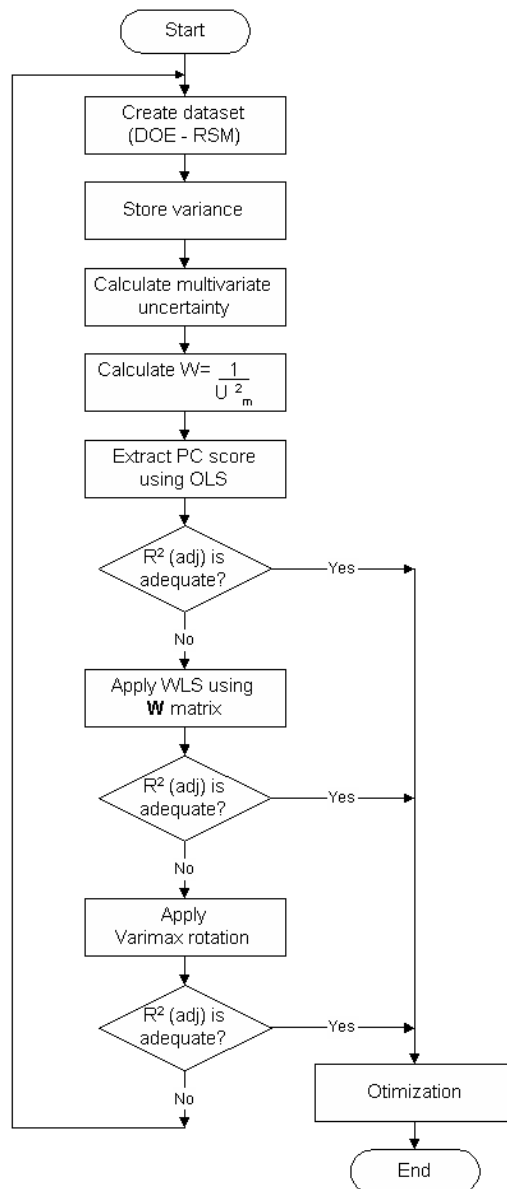 Start
Create dataset
(DOE - RSM)
Store variance
Calculate multivariate
uncertainty
Calculate W= 1
U ²ₘ
Extract PC score
using OLS
R² (adj) is
adequate?
Yes
No
Apply WLS using
W matrix
R² (adj) is
adequate?
Yes
No
Apply
Varimax rotation
R² (adj) is
adequate?
Yes
No
Otimization
End